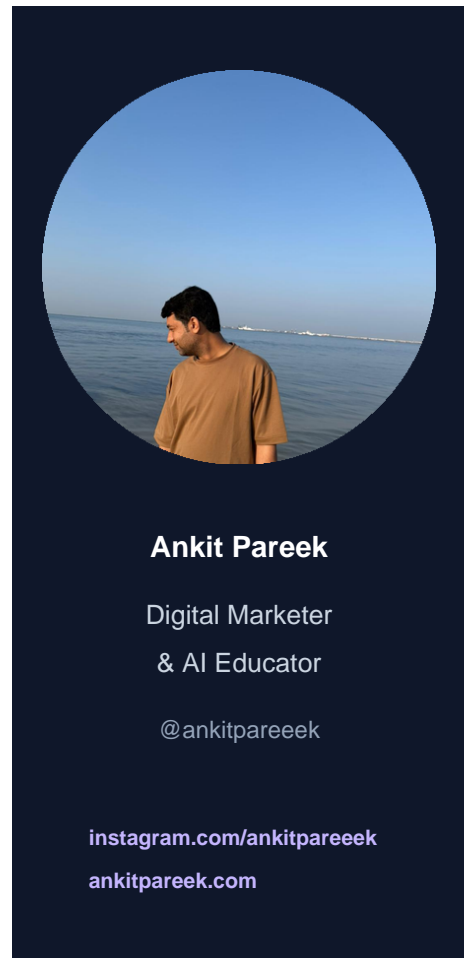 Ankit Pareek
Digital Marketer
& AI Educator
@ankitpareeek
instagram.com/ankitpareeek
ankitpareek.com